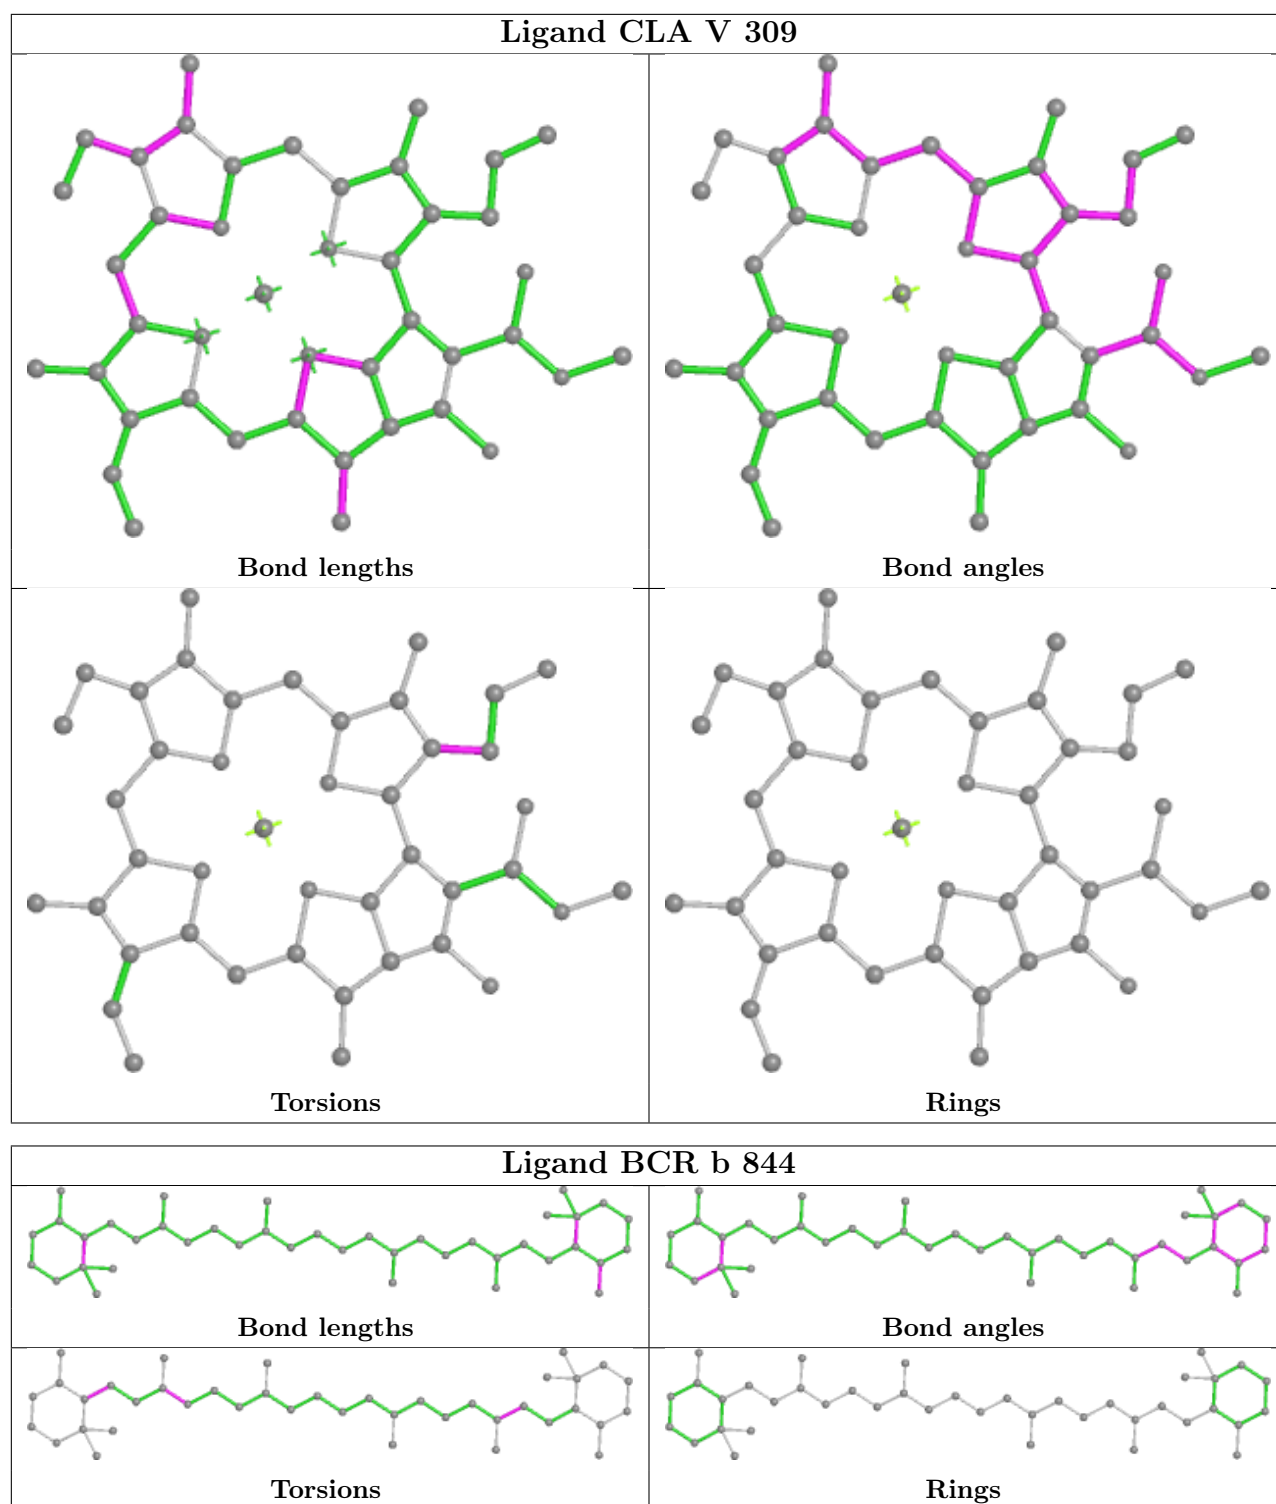 Ligand CLA V 309
Bond lengths
Bond angles
Torsions
Rings
Ligand BCR b 844
Bond lengths
Bond angles
Torsions
Rings